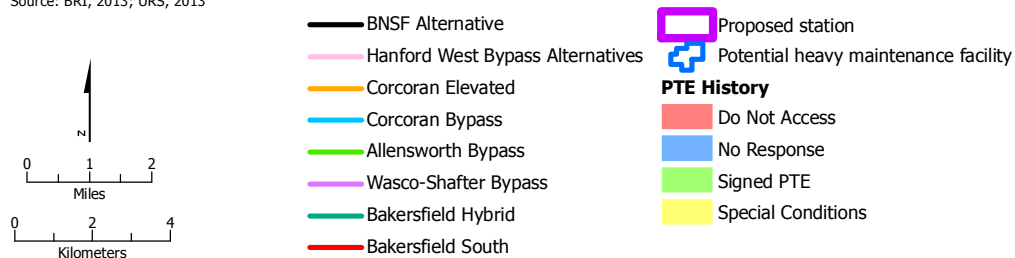 Source: BRI, 2013; URS, 2013
z
0 1 2
Miles
0 2 4
Kilometers
BNSF Alternative
Hanford West Bypass Alternatives
Corcoran Elevated
Corcoran Bypass
Allensworth Bypass
Wasco-Shafter Bypass
Bakersfield Hybrid
Bakersfield South
Proposed station
Potential heavy maintenance facility
PTE History
Do Not Access
No Response
Signed PTE
Special Conditions